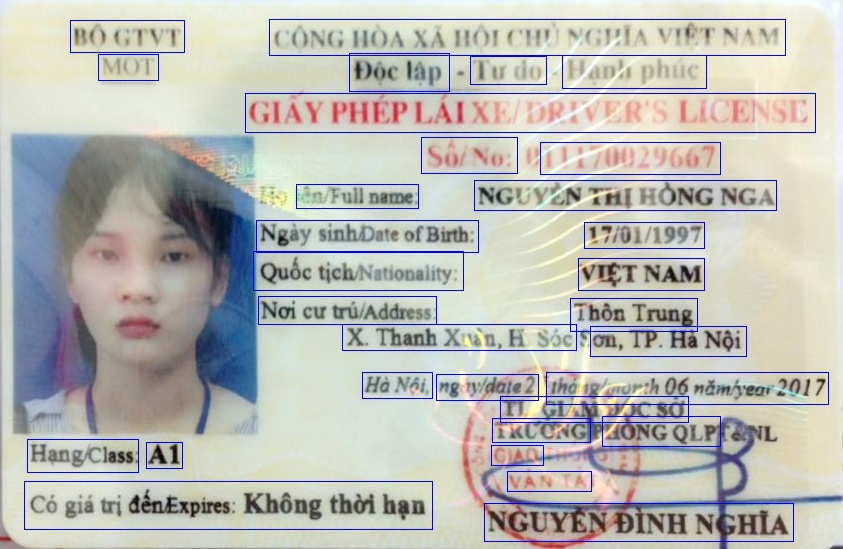 BỘ GTVT
MOT
CỘNG HÒA XÃ HỘI CHỦ NGHĨA VIỆT NAM
Độc lập - Tự do - Hạnh phúc
GIẤY PHÉP LÁI XE/DRIVER'S LICENSE
Số/No: 011170029667
Họ tên/Full name: NGUYỄN THỊ HỒNG NGA
Ngày sinh/Date of Birth: 17/01/1997
Quốc tịch/Nationality: VIỆT NAM
Nơi cư trú/Address: Thôn Trung
X. Thanh Xuân, H. Sóc Sơn, TP. Hà Nội
Hà Nội, ngày/date 2 tháng/month 06 năm/year 2017
TL. GIÁM ĐỐC SỞ
TRƯỞNG PHÒNG QLPT&NL
GIAO THÔNG
VẬN TẢI
Hạng/Class: A1
Có giá trị đến/Expires: Không thời hạn
NGUYỄN ĐÌNH NGHĨA